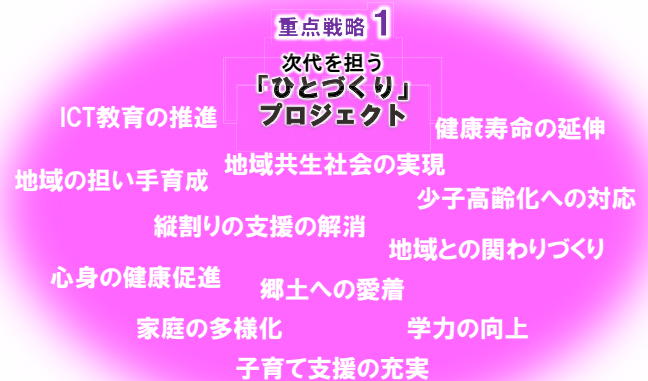 重点戦略1
次代を担う
「ひとづくり」
プロジェクト
ICT教育の推進
健康寿命の延伸
地域共生社会の実現
地域の担い手育成
少子高齢化への対応
縦割りの支援の解消
地域との関わりづくり
心身の健康促進
郷土への愛着
家庭の多様化
学力の向上
子育て支援の充実